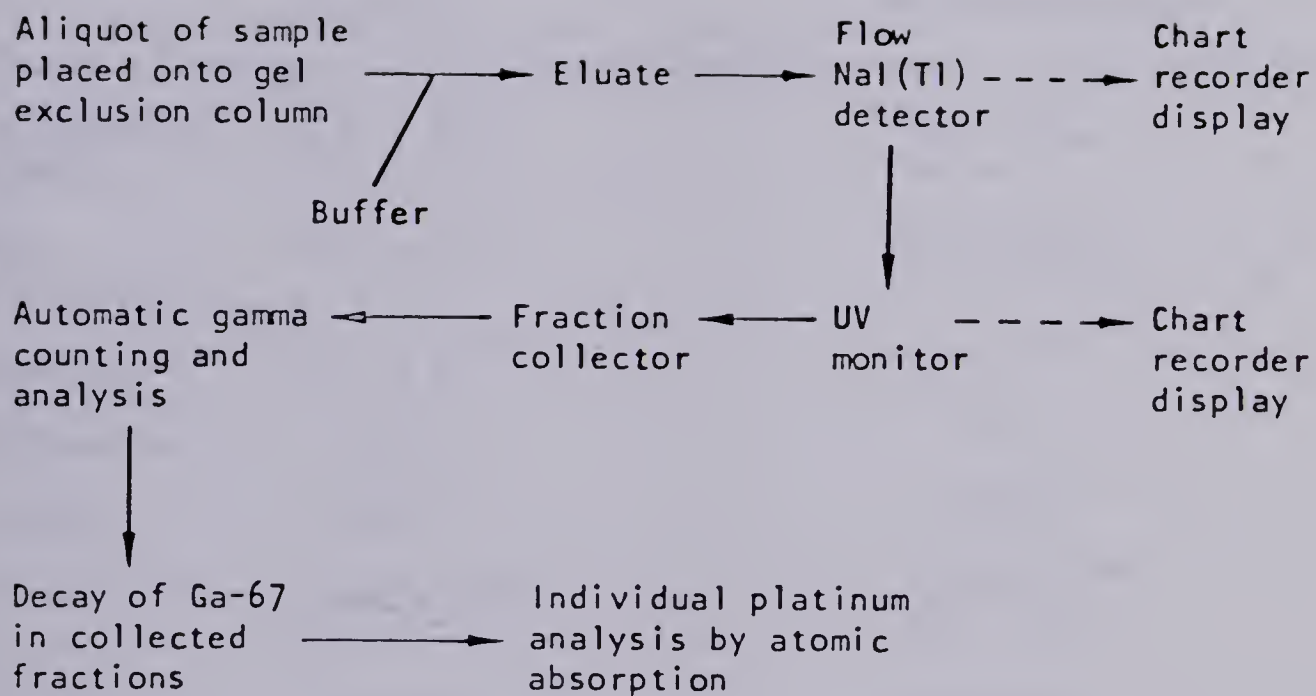 Aliquot of sample
placed onto gel
exclusion column
Buffer
Eluate
Flow
NaI(Tl)
detector
Chart
recorder
display
UV
monitor
Chart
recorder
display
Fraction
collector
Automatic gamma
counting and
analysis
Decay of Ga-67
in collected
fractions
Individual platinum
analysis by atomic
absorption